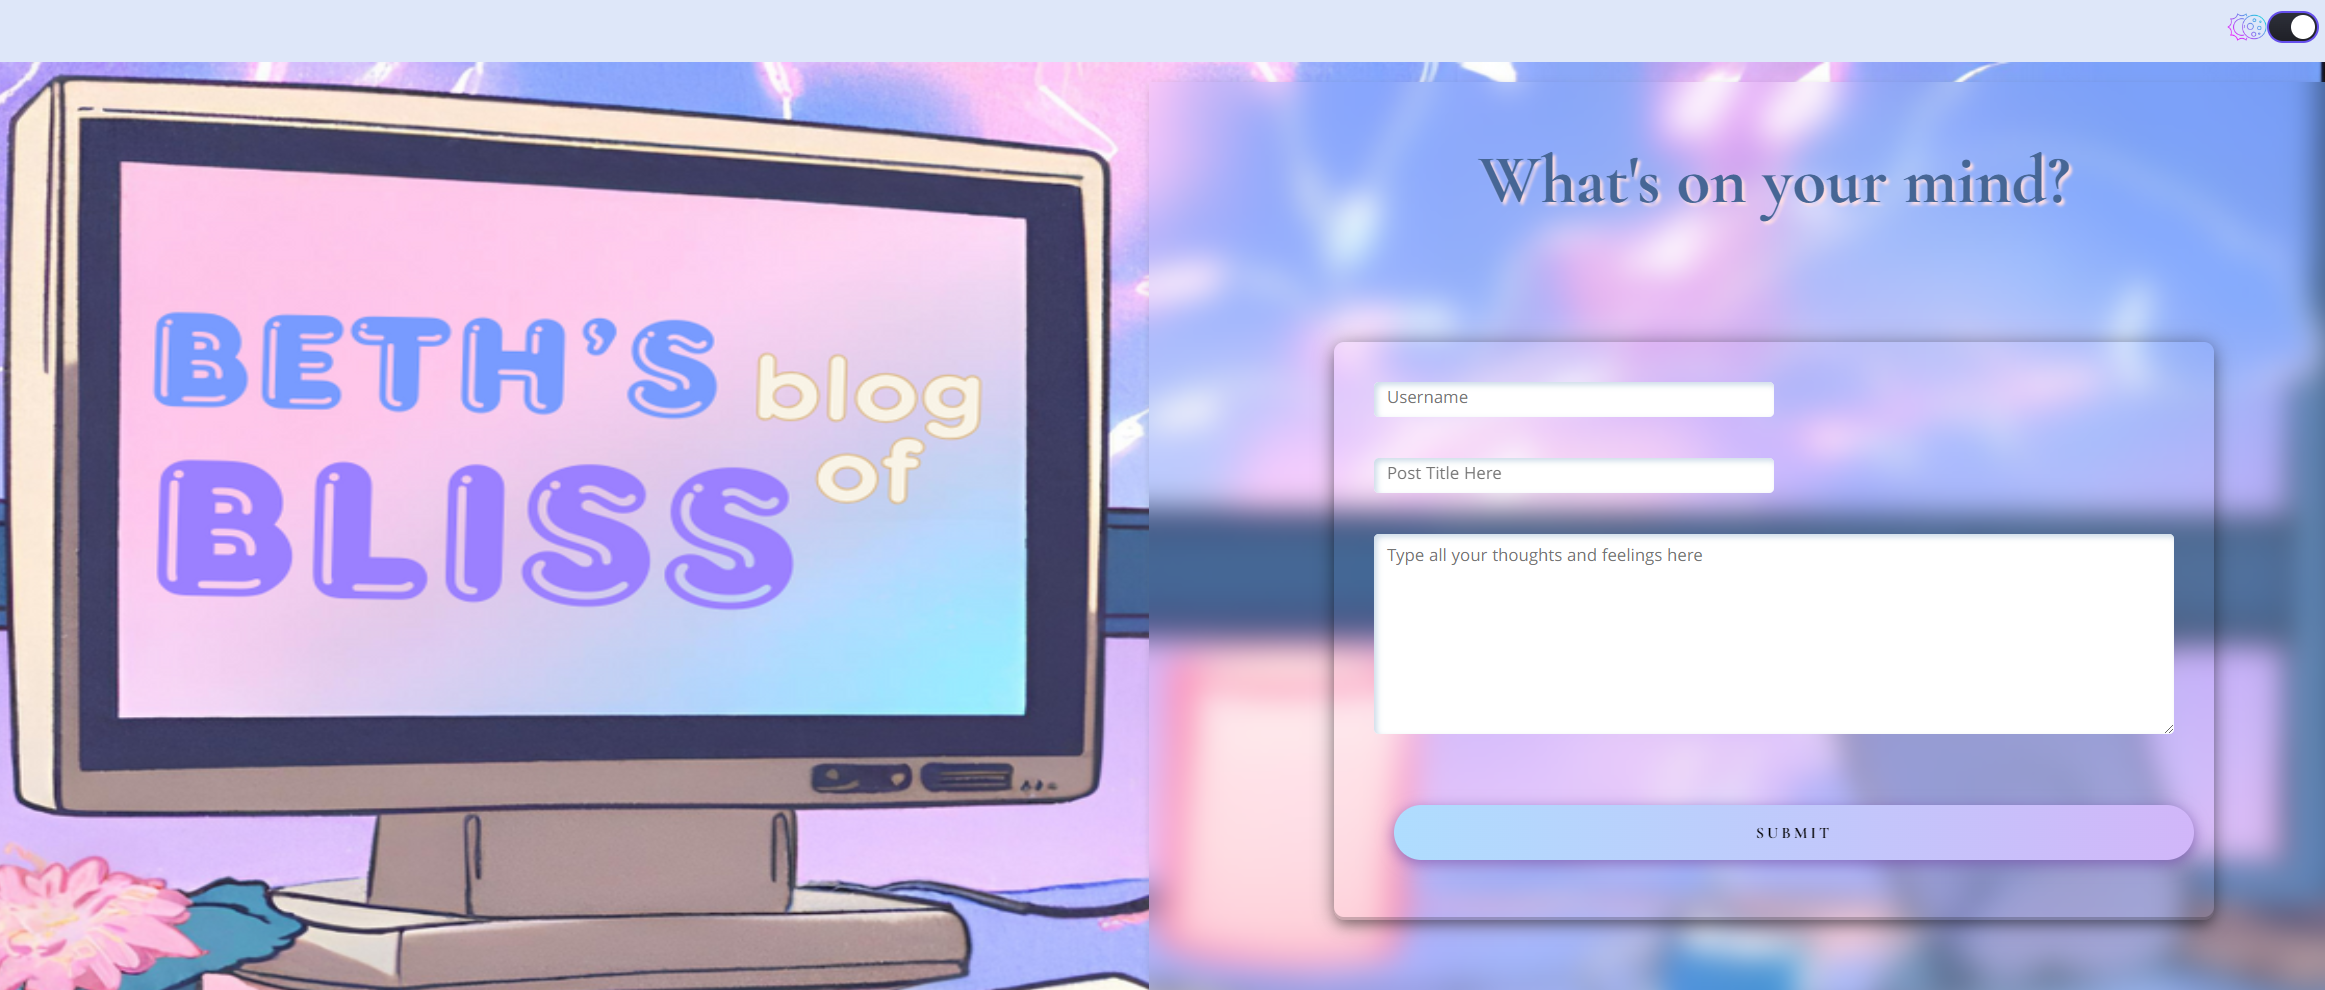 BETH'S blog
of
BLISS
What's on your mind?
Username
Post Title Here
Type all your thoughts and feelings here
SUBMIT